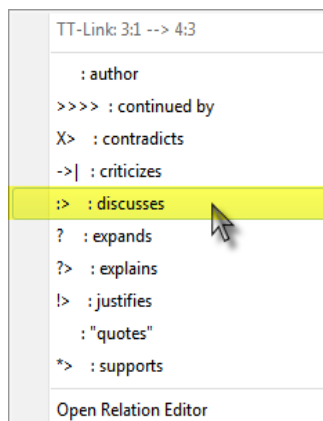 TT-Link: 3:1 --> 4:3
: author
>>>> : continued by
X> : contradicts
->| : criticizes
:> : discusses
? : expands
?> : explains
!> : justifies
: "quotes"
*> : supports
Open Relation Editor